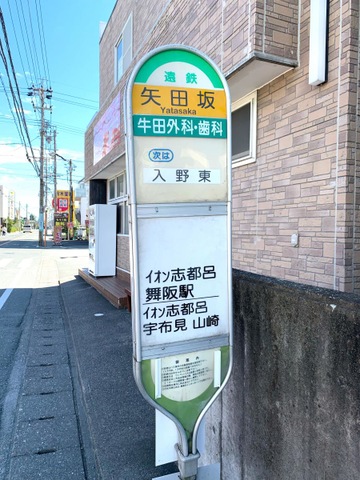 遠鉄
矢田坂
Yatasaka
牛田外科・歯科
次は
入野東
イオン志都呂
舞阪駅
イオン志都呂
宇布見 山崎